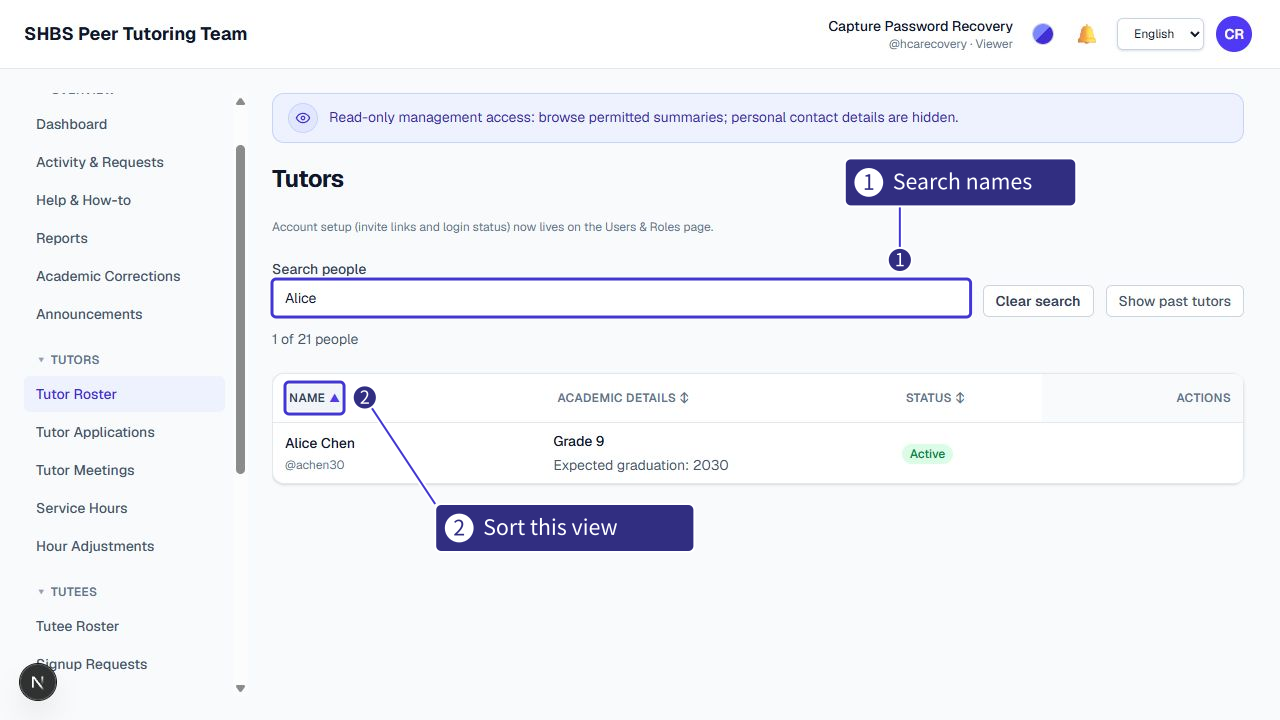 SHBS Peer Tutoring Team
Capture Password Recovery
@hcarecovery · Viewer
English
CR
Dashboard
Activity & Requests
Help & How-to
Reports
Academic Corrections
Announcements
TUTORS
Tutor Roster
Tutor Applications
Tutor Meetings
Service Hours
Hour Adjustments
TUTEES
Tutee Roster
Signup Requests
N
Read-only management access: browse permitted summaries; personal contact details are hidden.
Tutors
1 Search names
Account setup (invite links and login status) now lives on the Users & Roles page.
1
Search people
Alice
Clear search
Show past tutors
1 of 21 people
NAME
2
ACADEMIC DETAILS
STATUS
ACTIONS
Alice Chen
@achen30
Grade 9
Expected graduation: 2030
Active
2 Sort this view